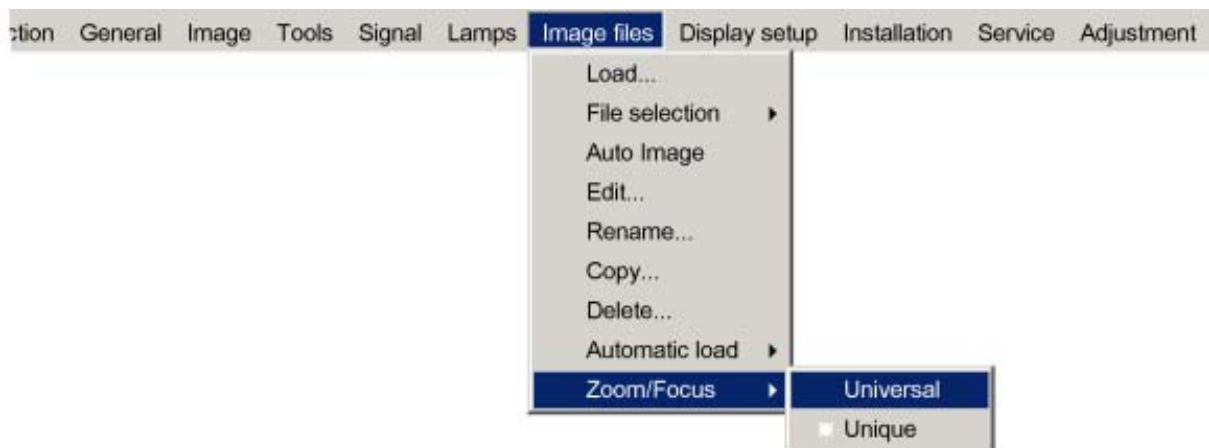 ction General Image Tools Signal Lamps Image files Display setup Installation Service Adjustment
Load...
File selection
Auto Image
Edit...
Rename...
Copy...
Delete...
Automatic load
Zoom/Focus Universal
Unique